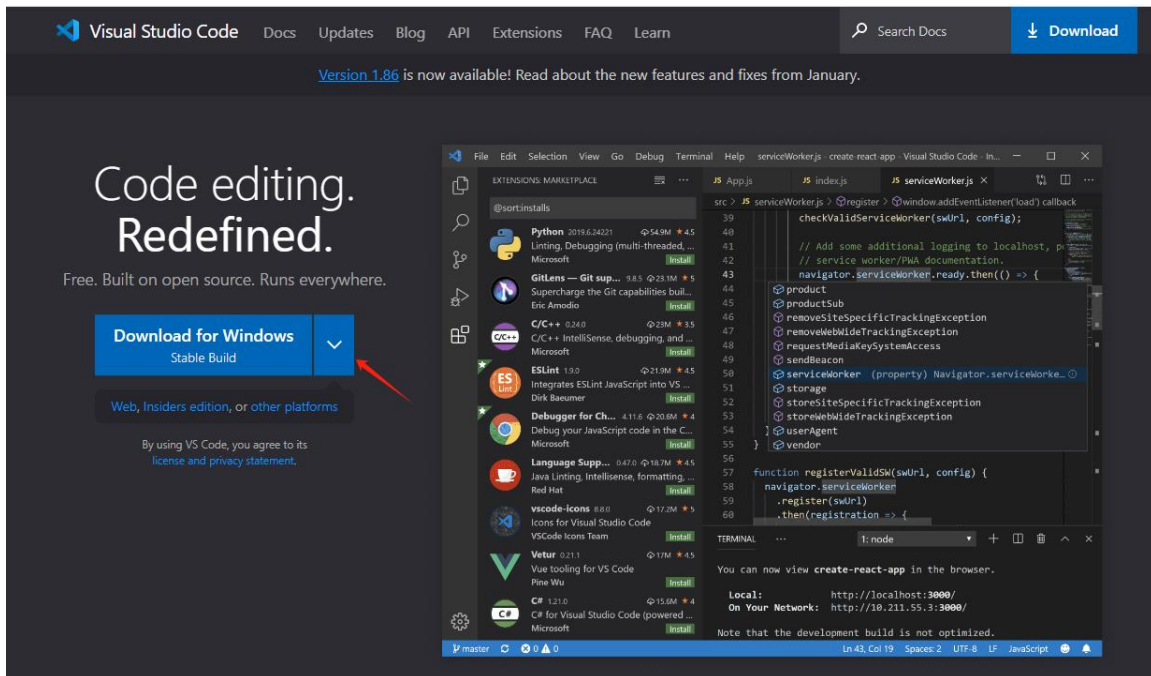 Visual Studio Code Docs Updates Blog API Extensions FAQ Learn Search Docs Download
Version 1.86 is now available! Read about the new features and fixes from January.
Code editing.
Redefined.
Free. Built on open source. Runs everywhere.
Download for Windows
Stable Build
Web, Insiders edition, or other platforms
By using VS Code, you agree to its
license and privacy statement.
File Edit Selection View Go Debug Terminal Help serviceWorker.js - create-react-app - Visual Studio Code - In...
EXTENSIONS: MARKETPLACE
@sort:installs
Python 2019.6.24221 54.9M ★ 4.5
Linting, Debugging (multi-threaded, ...
Microsoft Install
GitLens — Git sup... 9.8.5 23.1M ★ 5
Supercharge the Git capabilities buil...
Eric Amodio Install
C/C++ 0.24.0 23M ★ 3.5
C/C++ IntelliSense, debugging, and ...
Microsoft Install
ESLint 1.9.0 21.9M ★ 4.5
Integrates ESLint JavaScript into VS ...
Dirk Baeumer Install
Debugger for Ch... 4.11.6 20.6M ★ 4
Debug your JavaScript code in the C...
Microsoft Install
Language Supp... 0.47.0 18.7M ★ 4.5
Java Linting, Intellisense, formatting, ...
Red Hat Install
vscode-icons 8.8.0 17.2M ★ 5
Icons for Visual Studio Code
VSCode Icons Team Install
Vetur 0.21.1 17M ★ 4.5
Vue tooling for VS Code
Pine Wu Install
C# 1.21.0 15.6M ★ 4
C# for Visual Studio Code (powered ...
Microsoft Install
JS App.js JS index.js JS serviceWorker.js
src > JS serviceWorker.js > register > window.addEventListener('load') callback
39 checkValidServiceWorker(swUrl, config);
40
41 // Add some additional logging to localhost, p
42 // service worker/PWA documentation.
43 navigator.serviceWorker.ready.then(() => {
44 product
45 productSub
46 removeSiteSpecificTrackingException
47 removeWebWideTrackingException
48 requestMediaKeySystemAccess
49 sendBeacon
50 serviceWorker (property) Navigator.serviceWorke...
51 storage
52 storeSiteSpecificTrackingException
53 storeWebWideTrackingException
54 } userAgent
55 } vendor
56
57 function registerValidSW(swUrl, config) {
58 navigator.serviceWorker
59 .register(swUrl)
60 .then(registration => {
TERMINAL ... 1: node
You can now view create-react-app in the browser.
Local: http://localhost:3000/
On Your Network: http://10.211.55.3:3000/
Note that the development build is not optimized.
master 0 0 Ln 43, Col 19 Spaces: 2 UTF-8 LF JavaScript